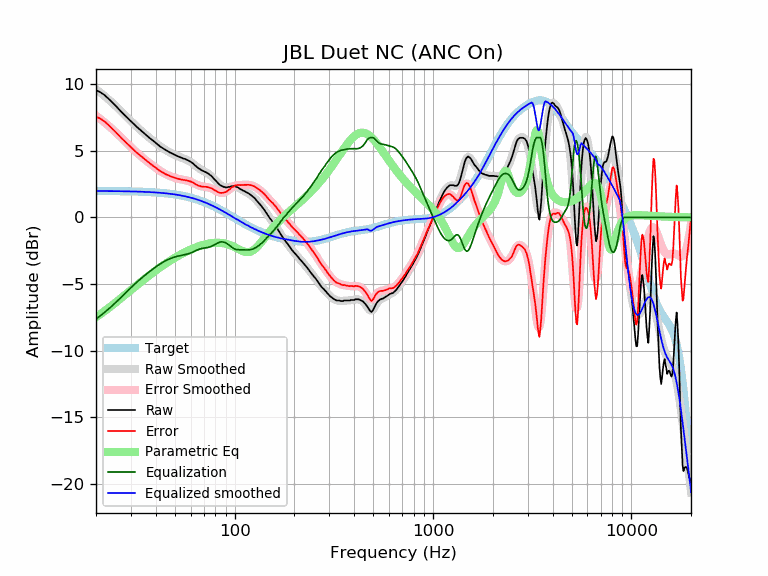 JBL Duet NC (ANC On)
10
5
0
−5
−10
−15
−20
Amplitude (dBr)
Target
Raw Smoothed
Error Smoothed
Raw
Error
Parametric Eq
Equalization
Equalized smoothed
100
1000
10000
Frequency (Hz)